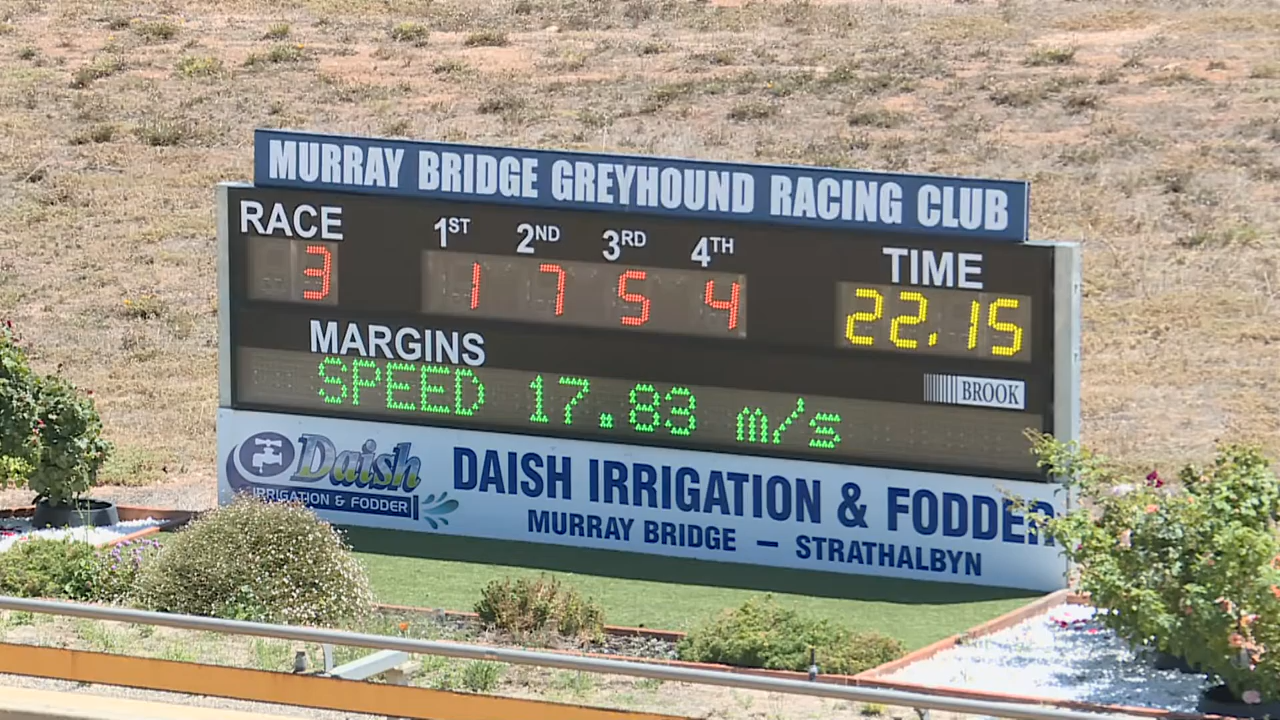 MURRAY BRIDGE GREYHOUND RACING CLUB
RACE 1ST 2ND 3RD 4TH TIME
3 1 7 5 4 22.15
MARGINS
BROOK
SPEED 17.83 m/s
Daish
IRRIGATION & FODDER
DAISH IRRIGATION & FODDER
MURRAY BRIDGE — STRATHALBYN